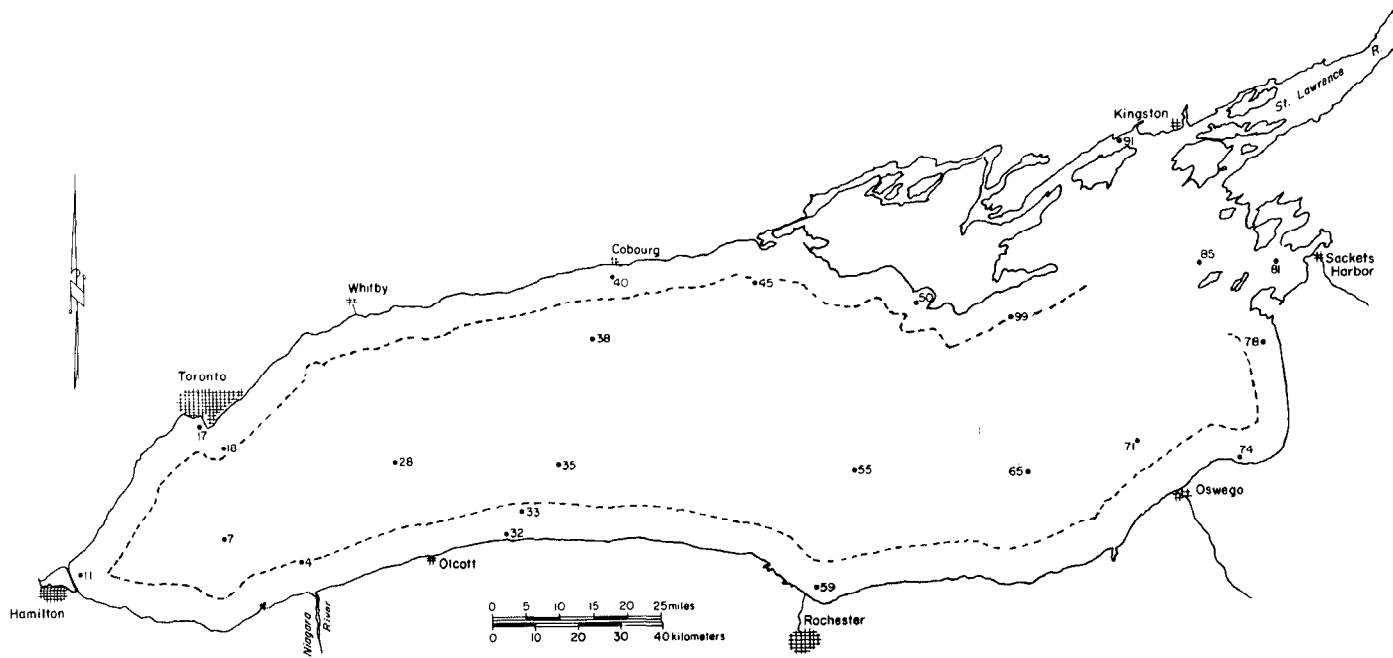 R.
St. Lawrence
Kingston
91
Cobourg
40
45
50
99
85
81
Sackets
Harbor
Whitby
38
78
Toronto
17
18
28
35
55
65
71
74
Oswego
33
32
7
4
11
Olcott
59
Hamilton
Niagara
River
0 5 10 15 20 25 miles
0 10 20 30 40 kilometers
Rochester